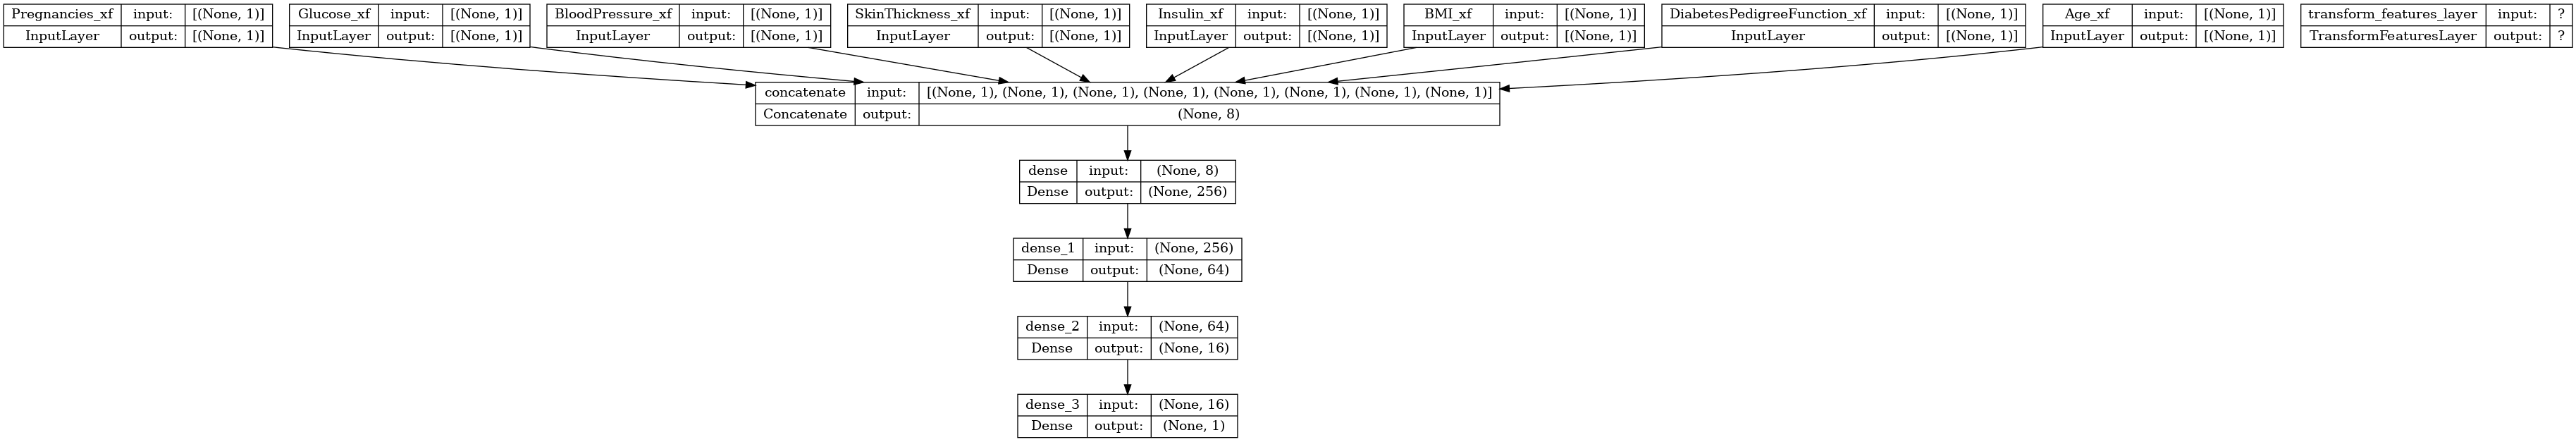 Pregnancies_xf input: [(None, 1)]
InputLayer output: [(None, 1)]
Glucose_xf input: [(None, 1)]
InputLayer output: [(None, 1)]
BloodPressure_xf input: [(None, 1)]
InputLayer output: [(None, 1)]
SkinThickness_xf input: [(None, 1)]
InputLayer output: [(None, 1)]
Insulin_xf input: [(None, 1)]
InputLayer output: [(None, 1)]
BMI_xf input: [(None, 1)]
InputLayer output: [(None, 1)]
DiabetesPedigreeFunction_xf input: [(None, 1)]
InputLayer output: [(None, 1)]
Age_xf input: [(None, 1)]
InputLayer output: [(None, 1)]
transform_features_layer input: ?
TransformFeaturesLayer output: ?
concatenate input: [(None, 1), (None, 1), (None, 1), (None, 1), (None, 1), (None, 1), (None, 1), (None, 1)]
Concatenate output: (None, 8)
dense input: (None, 8)
Dense output: (None, 256)
dense_1 input: (None, 256)
Dense output: (None, 64)
dense_2 input: (None, 64)
Dense output: (None, 16)
dense_3 input: (None, 16)
Dense output: (None, 1)